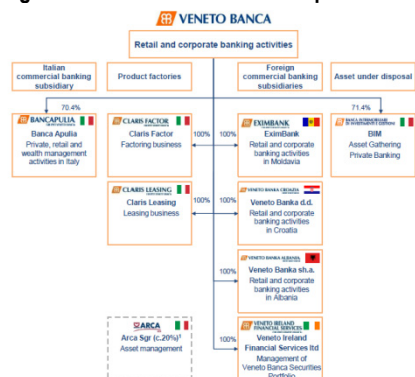 VENETO BANCA
Retail and corporate banking activities
Italian
commercial banking
subsidiary
Product factories
Foreign
commercial banking
subsidiaries
Asset under disposal
70.4%
71.4%
BANCAPULIA
Banca Apulia
Private, retail and
wealth management
activities in Italy
CLARIS FACTOR
Claris Factor
Factoring business
100%
100%
EXIMBANK
EximBank
Retail and corporate
banking activities
in Moldavia
BIM
Asset Gathering
Private Banking
CLARIS LEASING
Claris Leasing
Leasing business
100%
100%
VENETO BANKA CROATIA
Veneto Banka d.d.
Retail and corporate
banking activities
in Croatia
100%
VENETO BANKA ALBANIA
Veneto Banka sh.a.
Retail and corporate
banking activities
in Albania
ARCA
Arca Sgr (c.20%)¹
Asset management
100%
VENETO IRELAND
FINANCIAL SERVICES
Veneto Ireland
Financial Services ltd
Management of
Veneto Banca Securities
Portfolio